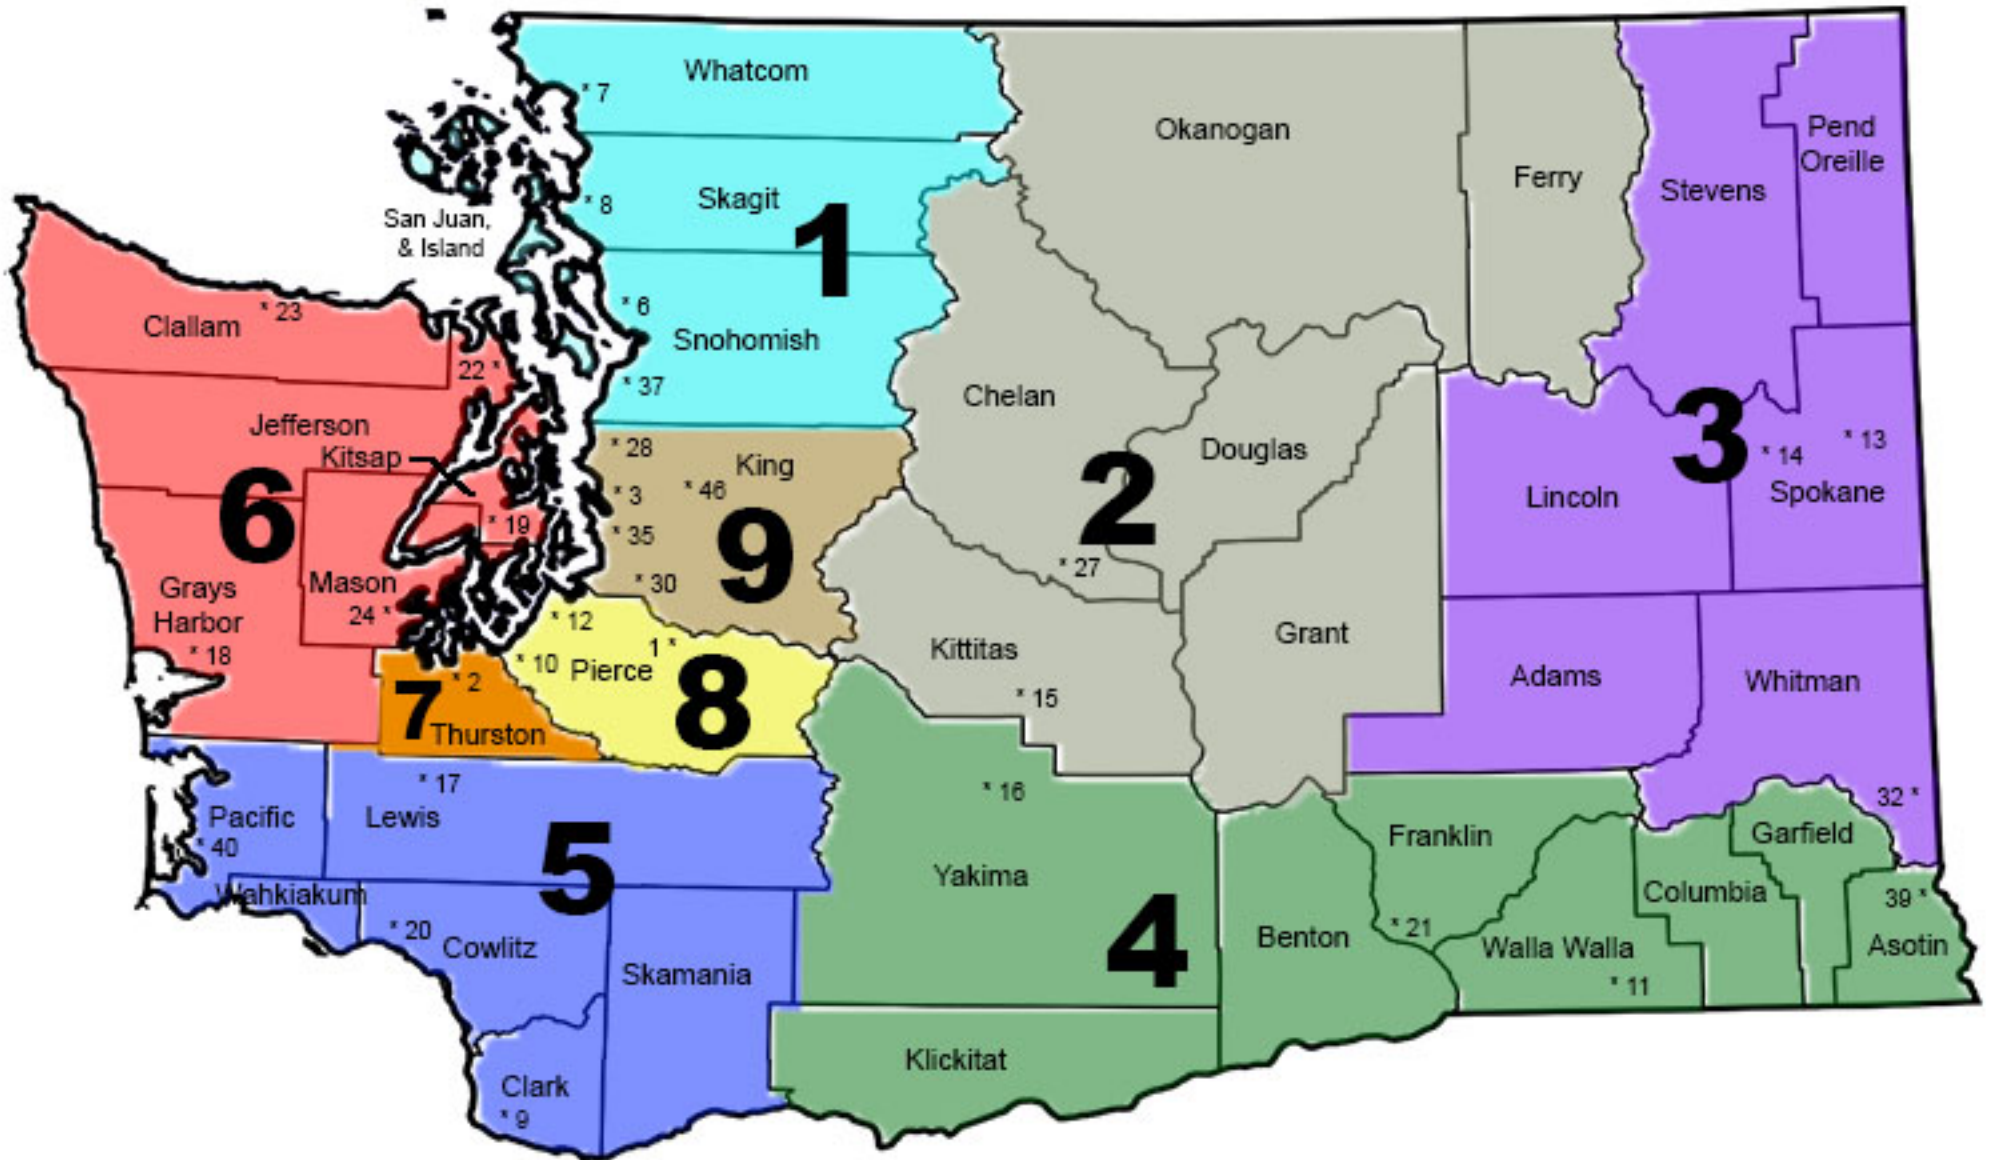 Whatcom
* 7
Okanogan
Pend
Oreille
Ferry
Stevens
Skagit
* 8
1
San Juan,
& Island
* 6
Snohomish
* 37
Clallam
* 23
22 *
Chelan
Jefferson
Kitsap
* 28
King
* 3
* 46
* 35
9
* 30
Douglas
2
* 27
3
* 14
* 13
Lincoln
Spokane
6
* 19
Mason
24 *
Grays
Harbor
* 18
* 12
1 *
* 10
Pierce
8
Kittitas
* 15
Grant
Adams
Whitman
32 *
7
* 2
Thurston
* 17
Pacific
Lewis
* 40
5
Wahkiakum
* 20
Cowlitz
Skamania
Clark
* 9
* 16
Yakima
4
Klickitat
Benton
Franklin
* 21
Walla Walla
* 11
Columbia
Garfield
39 *
Asotin